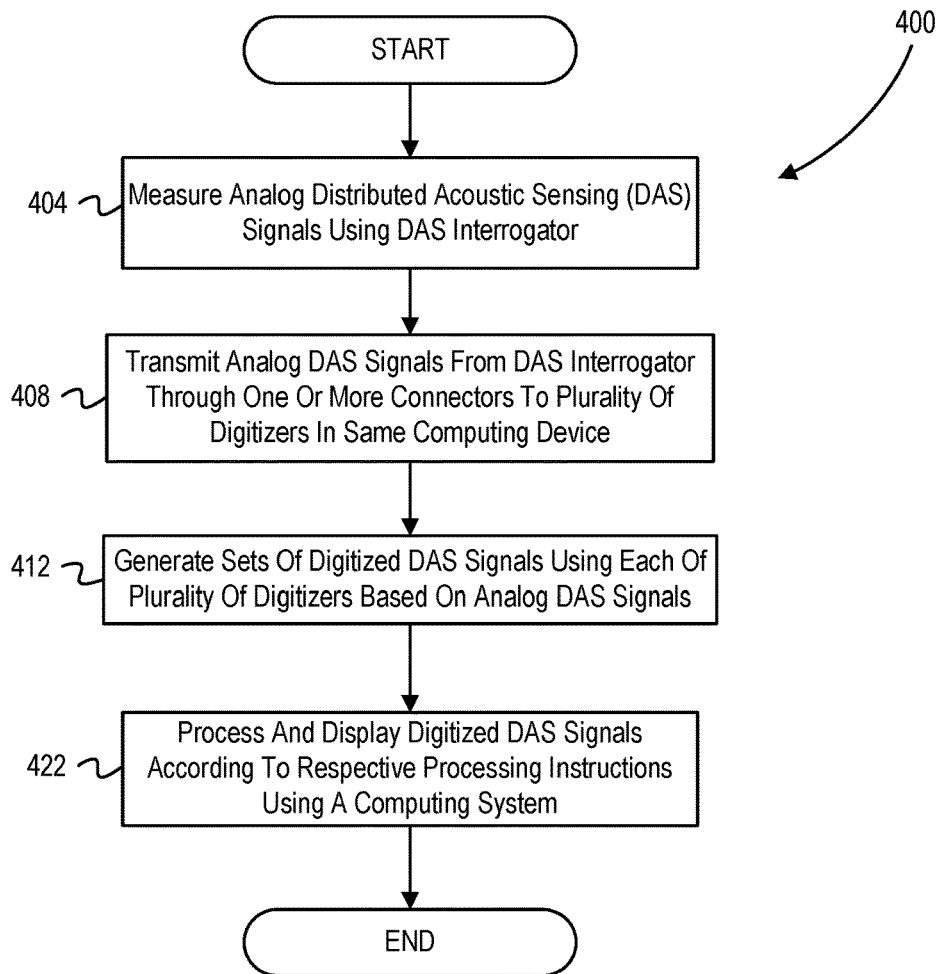 START
400
404
Measure Analog Distributed Acoustic Sensing (DAS)
Signals Using DAS Interrogator
408
Transmit Analog DAS Signals From DAS Interrogator
Through One Or More Connectors To Plurality Of
Digitizers In Same Computing Device
412
Generate Sets Of Digitized DAS Signals Using Each Of
Plurality Of Digitizers Based On Analog DAS Signals
422
Process And Display Digitized DAS Signals
According To Respective Processing Instructions
Using A Computing System
END